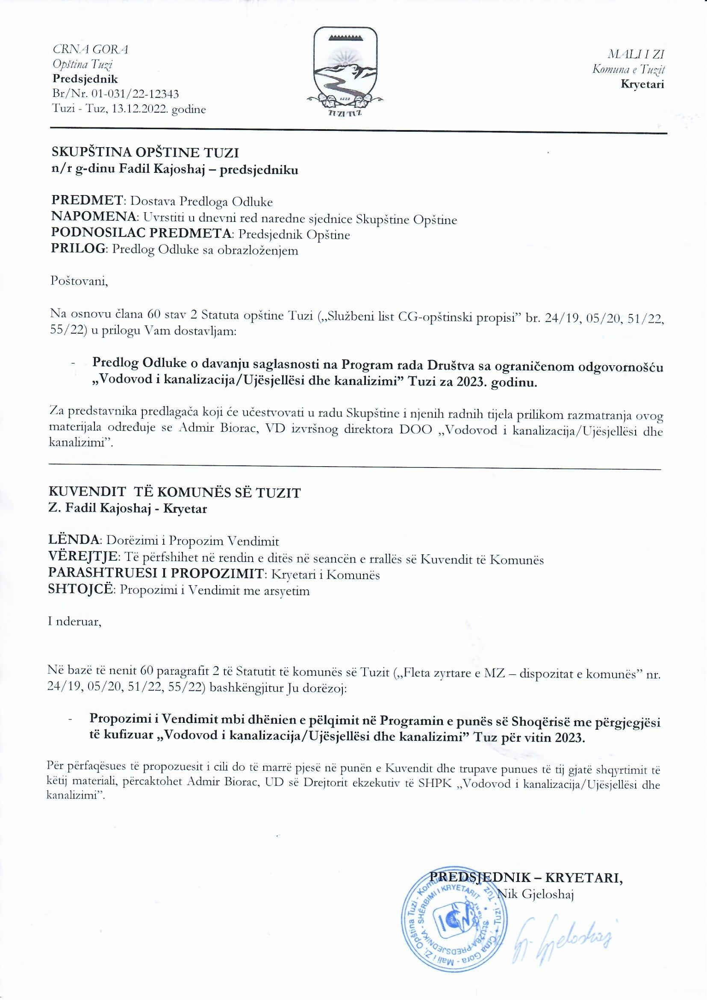 CRNA GORA
Opština Tuzi
Predsjednik
Br/Nr. 01-031/22-12343
Tuzi - Tuz, 13.12.2022. godine
1222
TUZI/TUZ
MALI I ZI
Komuna e Tuzit
Kryetari
SKUPŠTINA OPŠTINE TUZI
n/r g-dinu Fadil Kajoshaj – predsjedniku
PREDMET: Dostava Predloga Odluke
NAPOMENA: Uvrstiti u dnevni red naredne sjednice Skupštine Opštine
PODNOSILAC PREDMETA: Predsjednik Opštine
PRILOG: Predlog Odluke sa obrazloženjem
Poštovani,
Na osnovu člana 60 stav 2 Statuta opštine Tuzi („Službeni list CG-opštinski propisi” br. 24/19, 05/20, 51/22,
55/22) u prilogu Vam dostavljam:
- Predlog Odluke o davanju saglasnosti na Program rada Društva sa ograničenom odgovornošću
„Vodovod i kanalizacija/Ujësjellësi dhe kanalizimi” Tuzi za 2023. godinu.
Za predstavnika predlagača koji će učestvovati u radu Skupštine i njenih radnih tijela prilikom razmatranja ovog
materijala određuje se Admir Biorac, VD izvršnog direktora DOO „Vodovod i kanalizacija/Ujësjellësi dhe
kanalizimi”.
KUVENDIT TË KOMUNËS SË TUZIT
Z. Fadil Kajoshaj - Kryetar
LËNDA: Dorëzimi i Propozim Vendimit
VËREJTJE: Të përfshihet në rendin e ditës në seancën e rrallës së Kuvendit të Komunës
PARASHTRUESI I PROPOZIMIT: Kryetari i Komunës
SHTOJCË: Propozimi i Vendimit me arsyetim
I nderuar,
Në bazë të nenit 60 paragrafit 2 të Statutit të komunës së Tuzit („Fleta zyrtare e MZ – dispozitat e komunës” nr.
24/19, 05/20, 51/22, 55/22) bashkëngjitur Ju dorëzoj:
- Propozimi i Vendimit mbi dhënien e pëlqimit në Programin e punës së Shoqërisë me përgjegjësi
të kufizuar „Vodovod i kanalizacija/Ujësjellësi dhe kanalizimi” Tuz për vitin 2023.
Për përfaqësues të propozuesit i cili do të marrë pjesë në punën e Kuvendit dhe trupave punues të tij gjatë shqyrtimit të
këtij materiali, përcaktohet Admir Biorac, UD së Drejtorit ekzekutiv të SHPK „Vodovod i kanalizacija/Ujësjellësi dhe
kanalizimi”.
PREDSJEDNIK – KRYETARI,
Nik Gjeloshaj
Crna Gora - Mali i Zi, Opština Tuzi - Komuna e Tuzit * Tuzi - Tuz *
SLUŽBA PREDSJEDNIKA - SHËRBIMI I KRYETARIT
Gj. Gjeloshaj